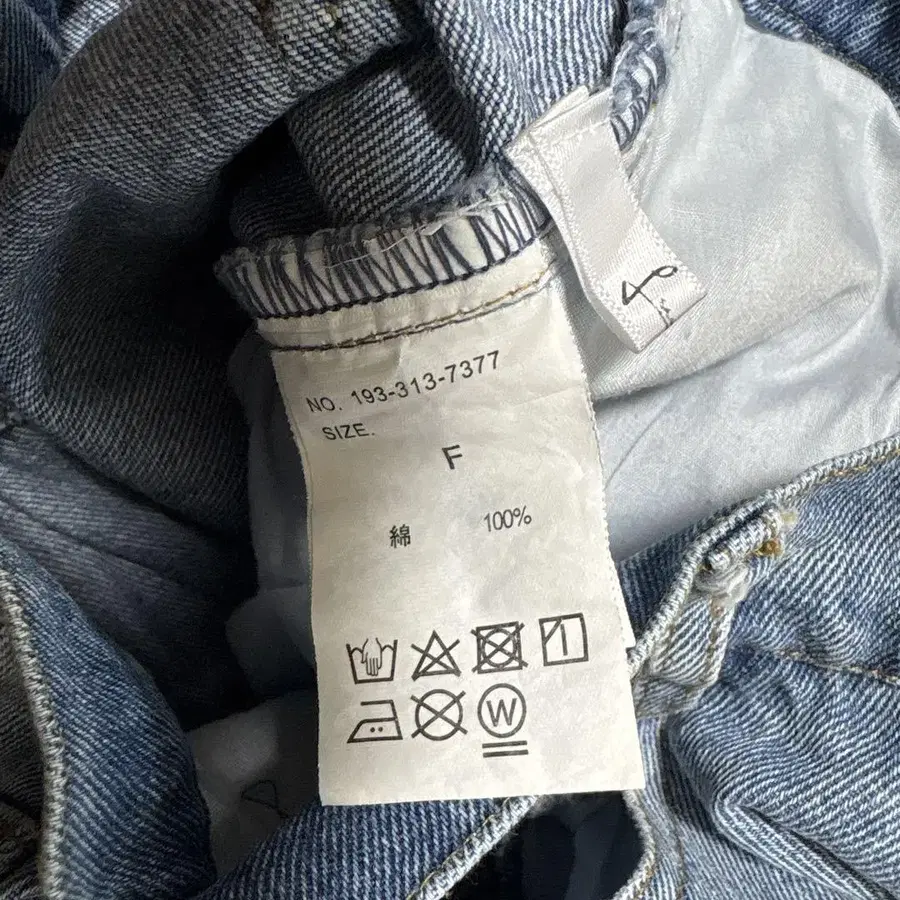 NO. 193-313-7377
SIZE.
F
綿 100%
W